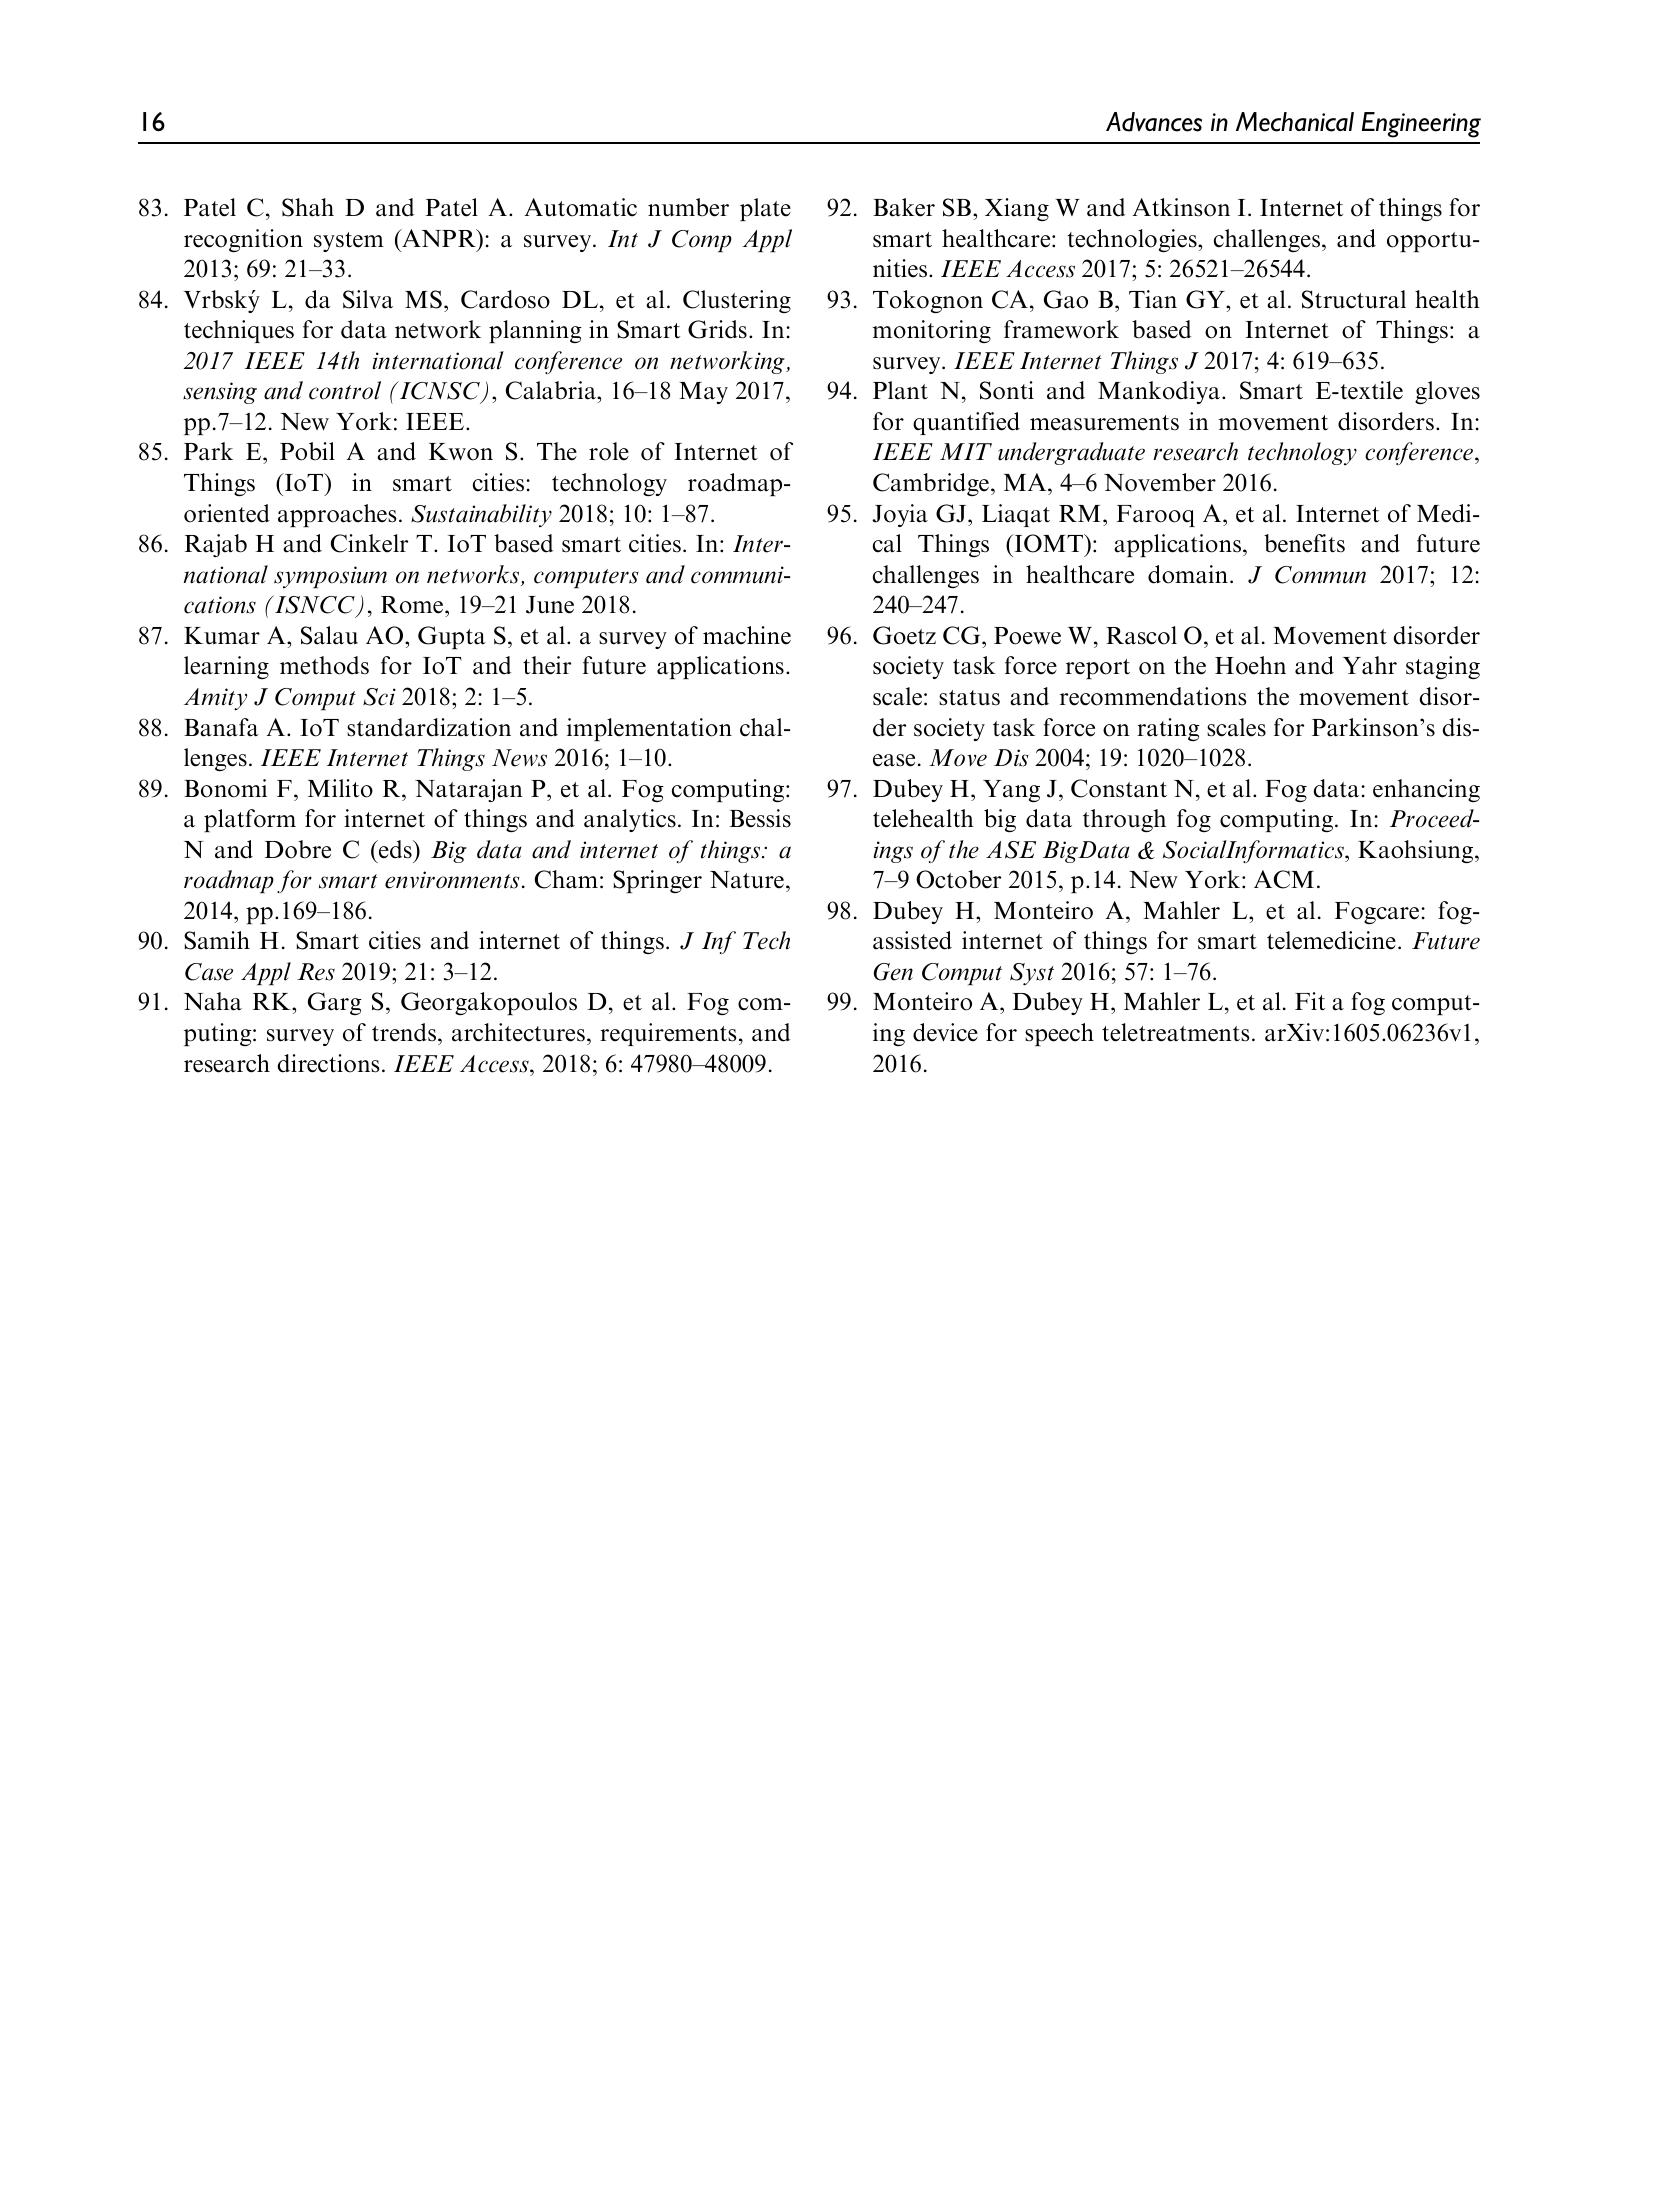 16
Advances in Mechanical Engineering
83. Patel C, Shah D and Patel A. Automatic number plate
recognition system (ANPR): a survey. Int J Comp Appl
2013; 69: 21–33.
84. Vrbský L, da Silva MS, Cardoso DL, et al. Clustering
techniques for data network planning in Smart Grids. In:
2017 IEEE 14th international conference on networking,
sensing and control (ICNSC), Calabria, 16–18 May 2017,
pp.7–12. New York: IEEE.
85. Park E, Pobil A and Kwon S. The role of Internet of
Things (IoT) in smart cities: technology roadmap-
oriented approaches. Sustainability 2018; 10: 1–87.
86. Rajab H and Cinkelr T. IoT based smart cities. In: Inter-
national symposium on networks, computers and communi-
cations (ISNCC), Rome, 19–21 June 2018.
87. Kumar A, Salau AO, Gupta S, et al. a survey of machine
learning methods for IoT and their future applications.
Amity J Comput Sci 2018; 2: 1–5.
88. Banafa A. IoT standardization and implementation chal-
lenges. IEEE Internet Things News 2016; 1–10.
89. Bonomi F, Milito R, Natarajan P, et al. Fog computing:
a platform for internet of things and analytics. In: Bessis
N and Dobre C (eds) Big data and internet of things: a
roadmap for smart environments. Cham: Springer Nature,
2014, pp.169–186.
90. Samih H. Smart cities and internet of things. J Inf Tech
Case Appl Res 2019; 21: 3–12.
91. Naha RK, Garg S, Georgakopoulos D, et al. Fog com-
puting: survey of trends, architectures, requirements, and
research directions. IEEE Access, 2018; 6: 47980–48009.
92. Baker SB, Xiang W and Atkinson I. Internet of things for
smart healthcare: technologies, challenges, and opportu-
nities. IEEE Access 2017; 5: 26521–26544.
93. Tokognon CA, Gao B, Tian GY, et al. Structural health
monitoring framework based on Internet of Things: a
survey. IEEE Internet Things J 2017; 4: 619–635.
94. Plant N, Sonti and Mankodiya. Smart E-textile gloves
for quantified measurements in movement disorders. In:
IEEE MIT undergraduate research technology conference,
Cambridge, MA, 4–6 November 2016.
95. Joyia GJ, Liaqat RM, Farooq A, et al. Internet of Medi-
cal Things (IOMT): applications, benefits and future
challenges in healthcare domain. J Commun 2017; 12:
240–247.
96. Goetz CG, Poewe W, Rascol O, et al. Movement disorder
society task force report on the Hoehn and Yahr staging
scale: status and recommendations the movement disor-
der society task force on rating scales for Parkinson’s dis-
ease. Move Dis 2004; 19: 1020–1028.
97. Dubey H, Yang J, Constant N, et al. Fog data: enhancing
telehealth big data through fog computing. In: Proceed-
ings of the ASE BigData & SocialInformatics, Kaohsiung,
7–9 October 2015, p.14. New York: ACM.
98. Dubey H, Monteiro A, Mahler L, et al. Fogcare: fog-
assisted internet of things for smart telemedicine. Future
Gen Comput Syst 2016; 57: 1–76.
99. Monteiro A, Dubey H, Mahler L, et al. Fit a fog comput-
ing device for speech teletreatments. arXiv:1605.06236v1,
2016.